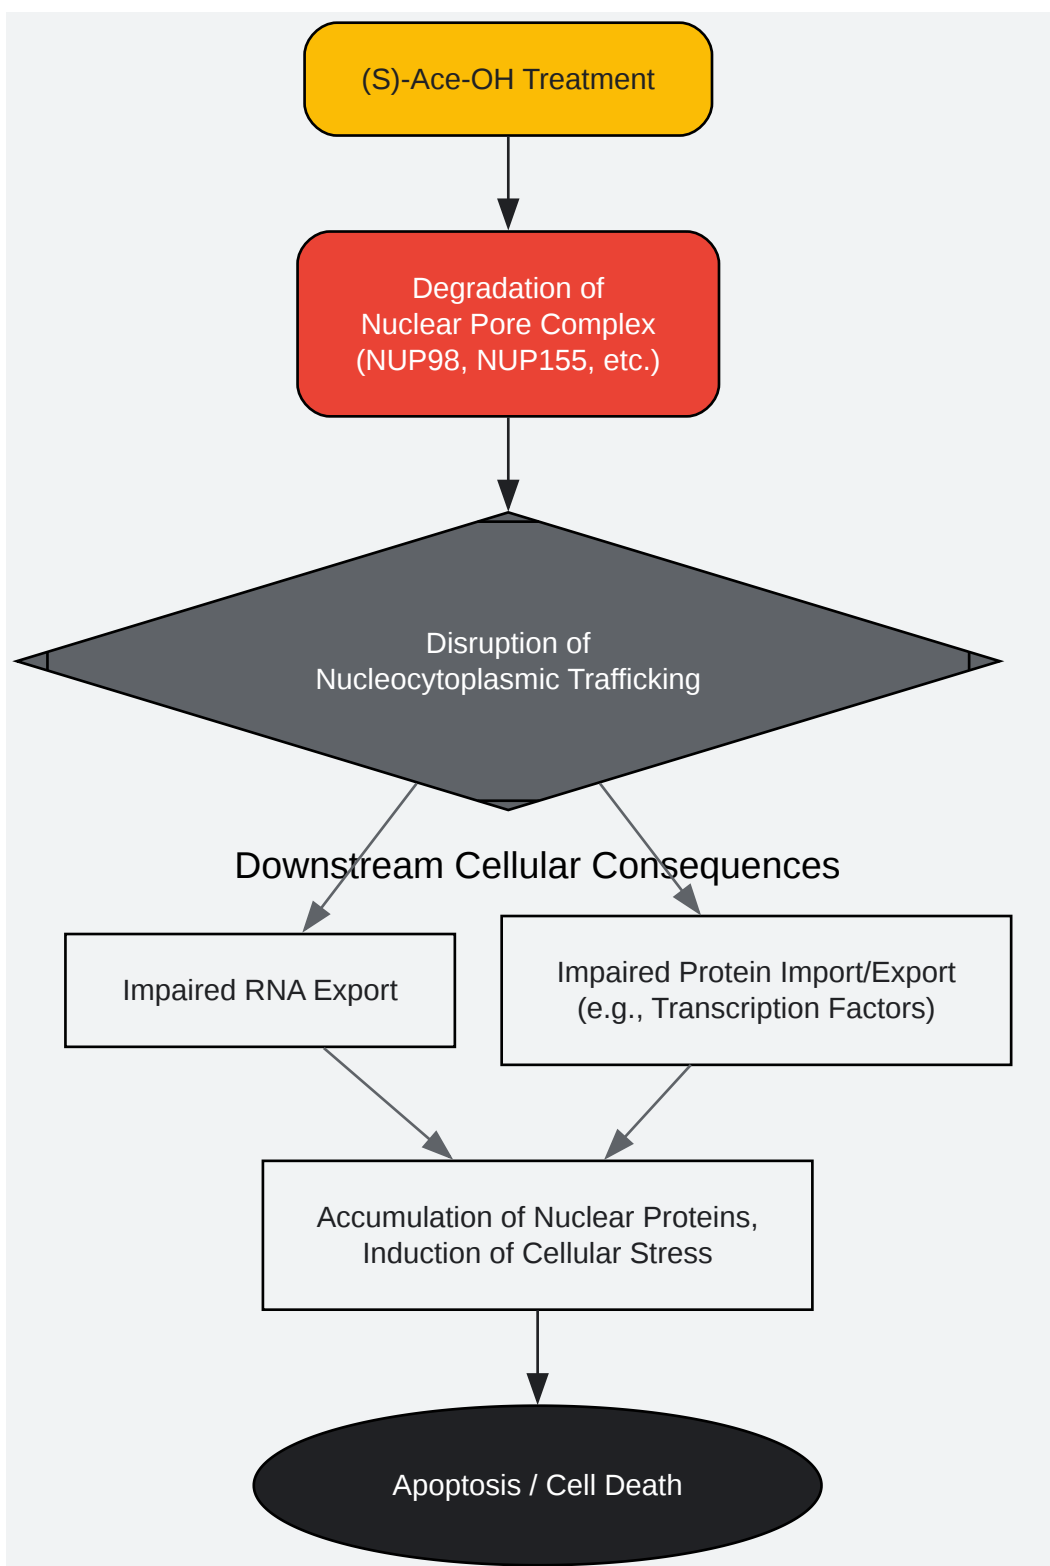 (S)-Ace-OH Treatment
Degradation of
Nuclear Pore Complex
(NUP98, NUP155, etc.)
Disruption of
Nucleocytoplasmic Trafficking
Downstream Cellular Consequences
Impaired RNA Export
Impaired Protein Import/Export
(e.g., Transcription Factors)
Accumulation of Nuclear Proteins,
Induction of Cellular Stress
Apoptosis / Cell Death